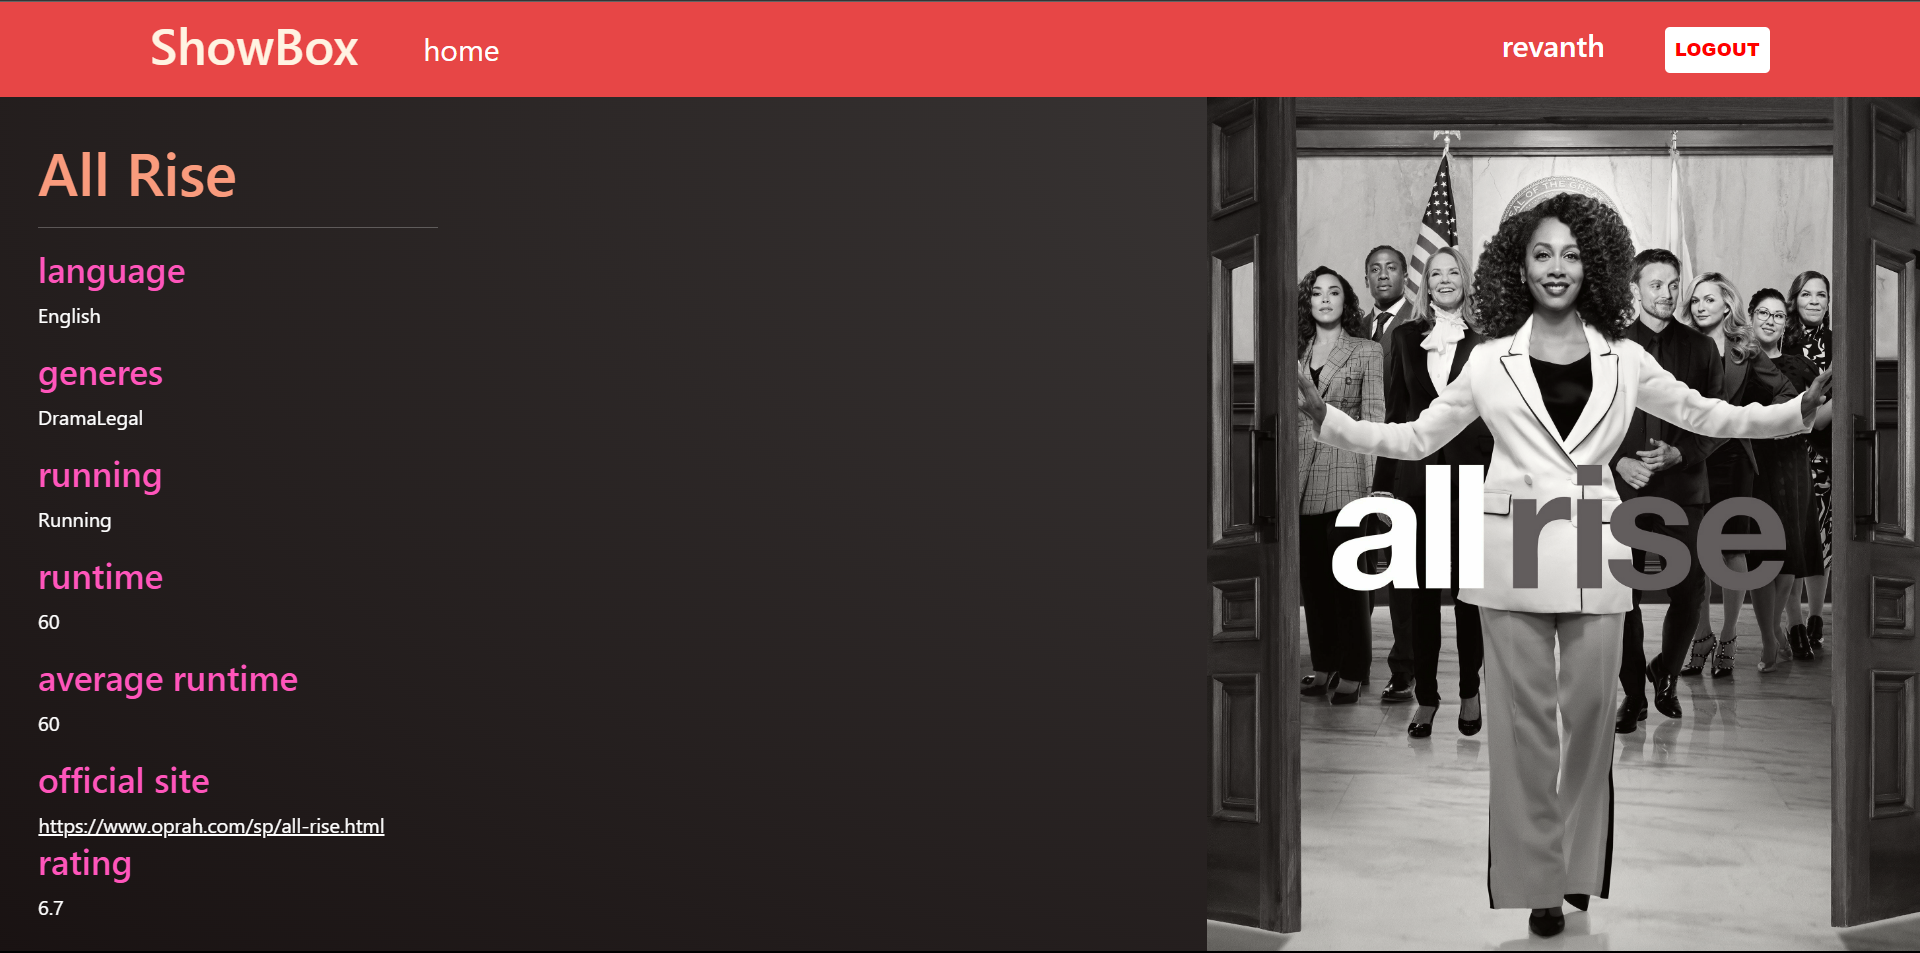 ShowBox home revanth LOGOUT
All Rise
language
English
generes
DramaLegal
running
Running
runtime
60
average runtime
60
official site
https://www.oprah.com/sp/all-rise.html
rating
6.7
all rise